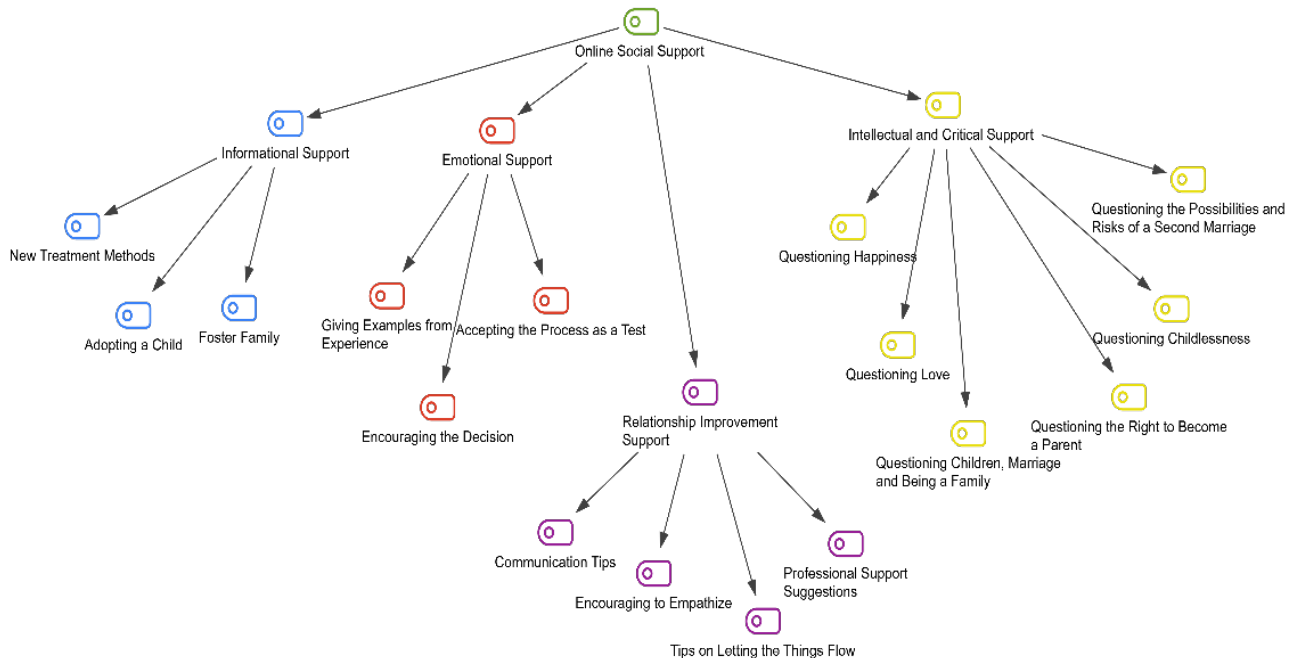 Online Social Support
Informational Support
Emotional Support
Intellectual and Critical Support
New Treatment Methods
Adopting a Child
Foster Family
Giving Examples from
Experience
Accepting the Process as a Test
Encouraging the Decision
Relationship Improvement
Support
Communication Tips
Encouraging to Empathize
Tips on Letting the Things Flow
Professional Support
Suggestions
Questioning Happiness
Questioning Love
Questioning Children, Marriage
and Being a Family
Questioning the Right to Become
a Parent
Questioning Childlessness
Questioning the Possibilities and
Risks of a Second Marriage